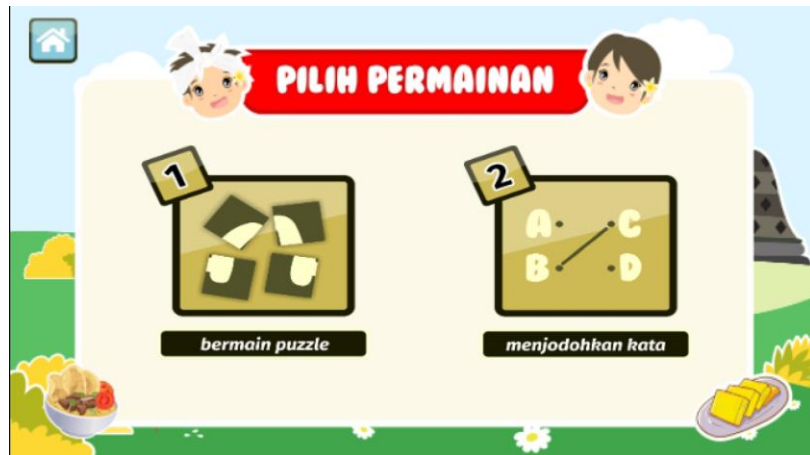 PILIH PERMAINAN
1
2
A C
B D
bermain puzzle
menjodohkan kata